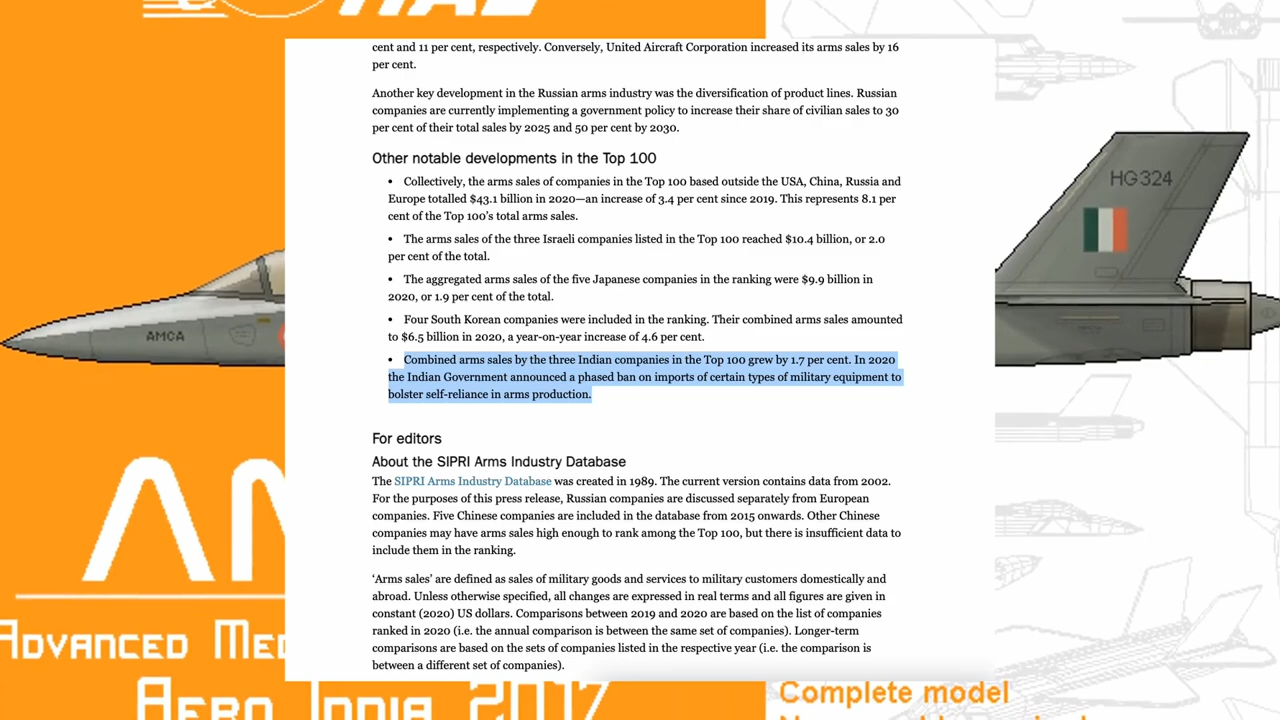 HAL
cent and 11 per cent, respectively. Conversely, United Aircraft Corporation increased its arms sales by 16
per cent.
Another key development in the Russian arms industry was the diversification of product lines. Russian
companies are currently implementing a government policy to increase their share of civilian sales to 30
per cent of their total sales by 2025 and 50 per cent by 2030.
Other notable developments in the Top 100
• Collectively, the arms sales of companies in the Top 100 based outside the USA, China, Russia and
Europe totalled $43.1 billion in 2020—an increase of 3.4 per cent since 2019. This represents 8.1 per
cent of the Top 100’s total arms sales.
• The arms sales of the three Israeli companies listed in the Top 100 reached $10.4 billion, or 2.0
per cent of the total.
• The aggregated arms sales of the five Japanese companies in the ranking were $9.9 billion in
2020, or 1.9 per cent of the total.
• Four South Korean companies were included in the ranking. Their combined arms sales amounted
to $6.5 billion in 2020, a year-on-year increase of 4.6 per cent.
• Combined arms sales by the three Indian companies in the Top 100 grew by 1.7 per cent. In 2020
the Indian Government announced a phased ban on imports of certain types of military equipment to
bolster self-reliance in arms production.
For editors
About the SIPRI Arms Industry Database
The SIPRI Arms Industry Database was created in 1989. The current version contains data from 2002.
For the purposes of this press release, Russian companies are discussed separately from European
companies. Five Chinese companies are included in the database from 2015 onwards. Other Chinese
companies may have arms sales high enough to rank among the Top 100, but there is insufficient data to
include them in the ranking.
‘Arms sales’ are defined as sales of military goods and services to military customers domestically and
abroad. Unless otherwise specified, all changes are expressed in real terms and all figures are given in
constant (2020) US dollars. Comparisons between 2019 and 2020 are based on the list of companies
ranked in 2020 (i.e. the annual comparison is between the same set of companies). Longer-term
comparisons are based on the sets of companies listed in the respective year (i.e. the comparison is
between a different set of companies).
HG324
AMCA
AM
Advanced Med
Aero India 2017
Complete model